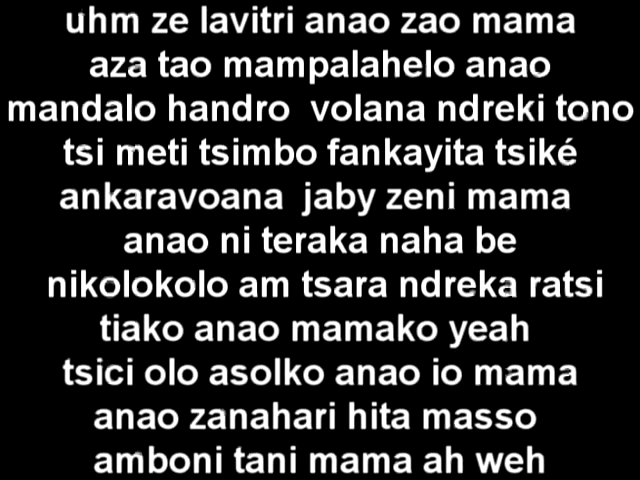 uhm ze lavitri anao zao mama
aza tao mampalahelo anao
mandalo handro volana ndreki tono
tsi meti tsimbo fankayita tsiké
ankaravoana jaby zeni mama
anao ni teraka naha be
nikolokolo am tsara ndreka ratsi
tiako anao mamako yeah
tsici olo asolko anao io mama
anao zanahari hita masso
amboni tani mama ah weh